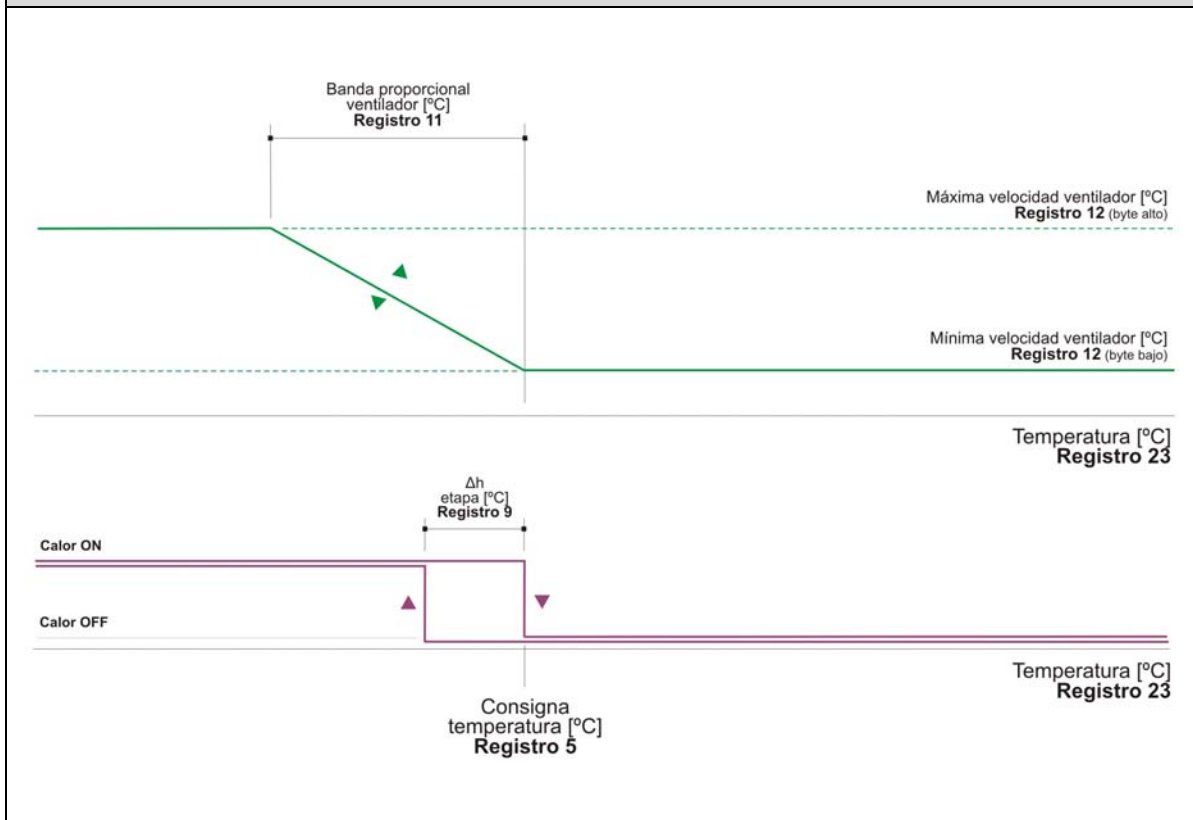 Banda proporcional
ventilador [ºC]
Registro 11
Máxima velocidad ventilador [ºC]
Registro 12 (byte alto)
Mínima velocidad ventilador [ºC]
Registro 12 (byte bajo)
Temperatura [ºC]
Registro 23
Δh
etapa [ºC]
Registro 9
Calor ON
Calor OFF
Temperatura [ºC]
Registro 23
Consigna
temperatura [ºC]
Registro 5